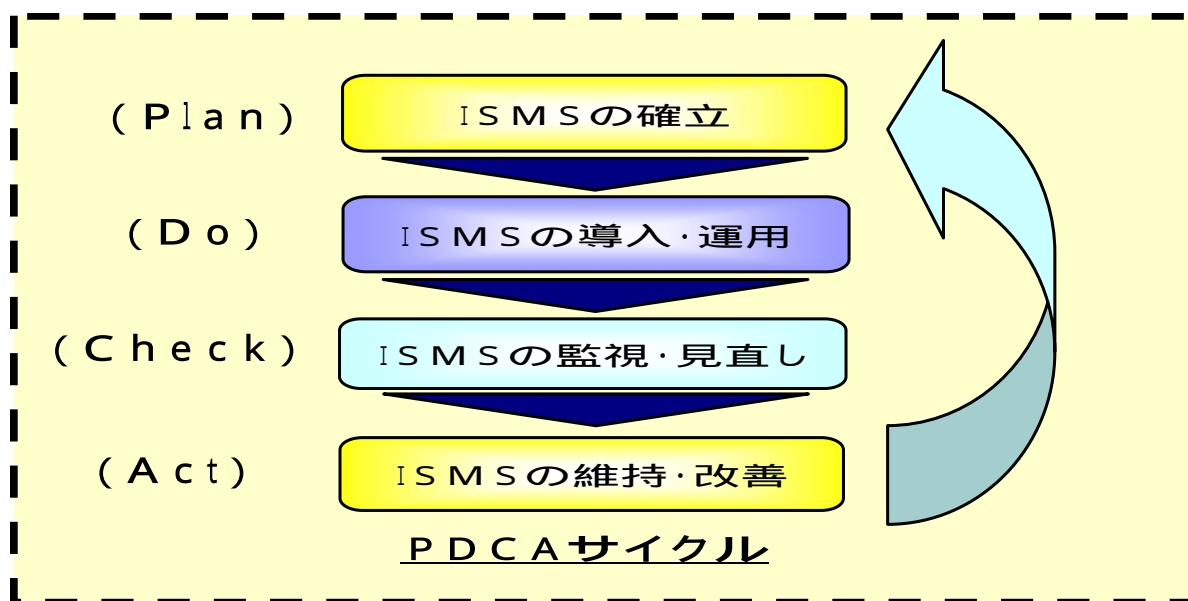 (Plan) ISMSの確立
(Do) ISMSの導入・運用
(Check) ISMSの監視・見直し
(Act) ISMSの維持・改善
PDCAサイクル